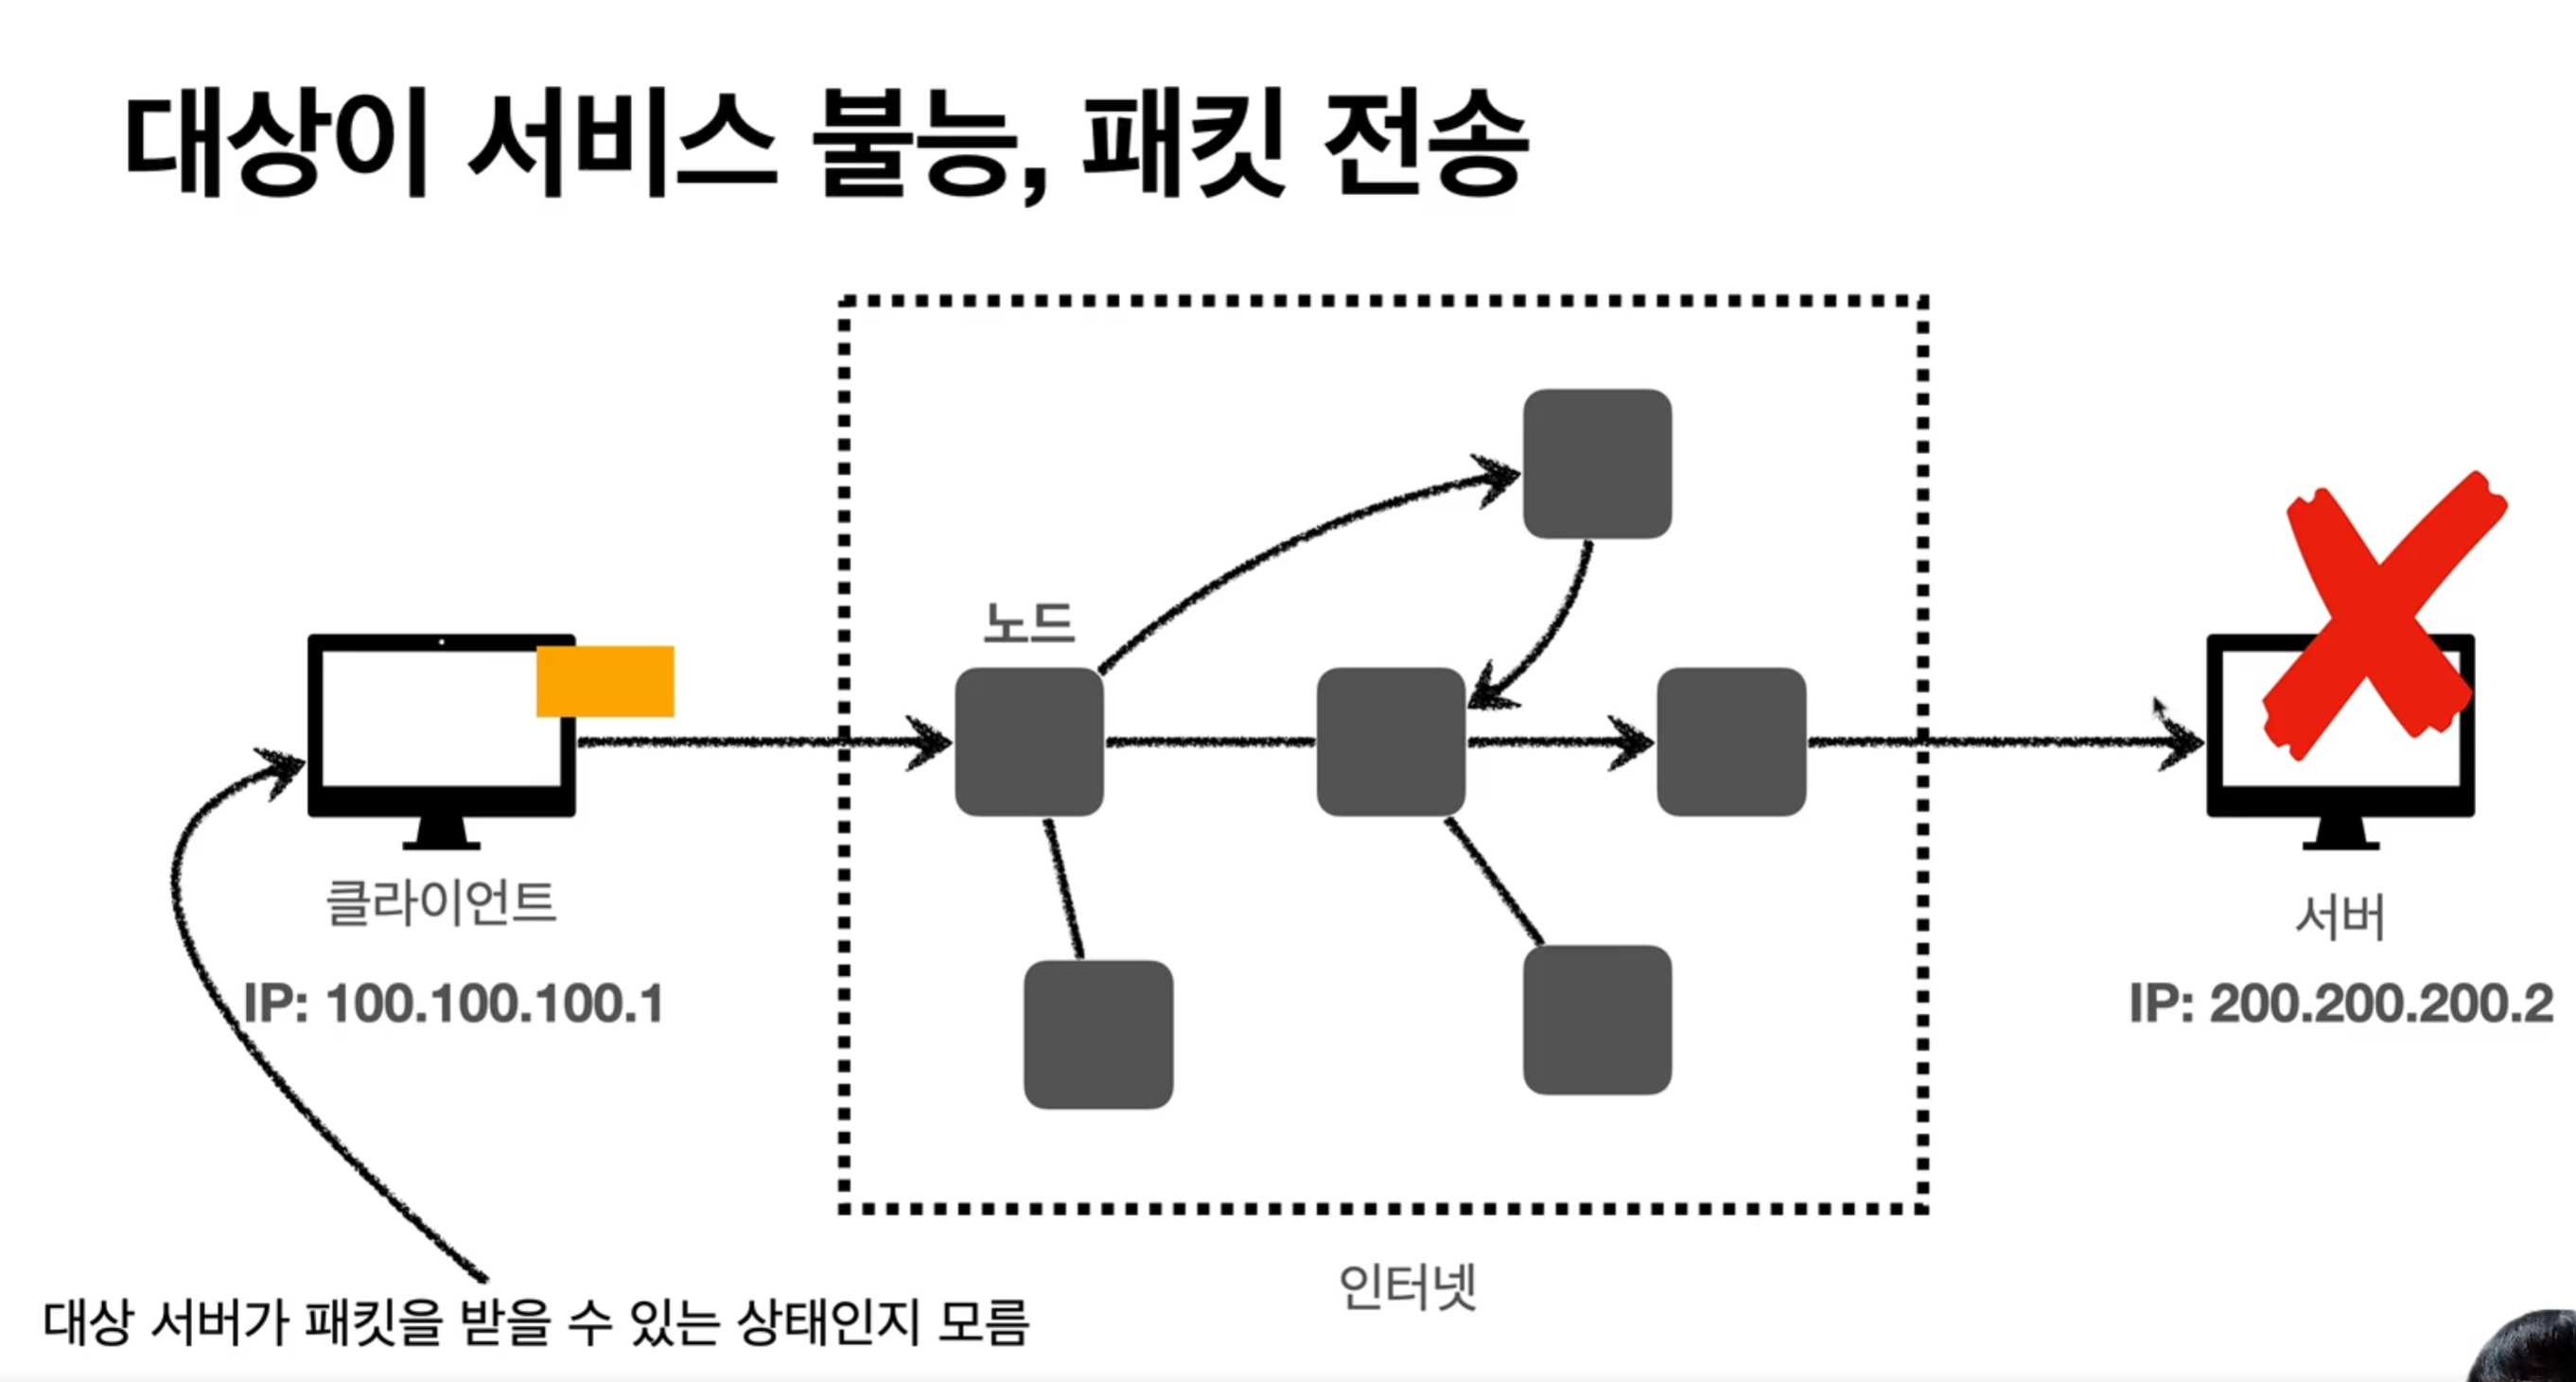 대상이 서비스 불능, 패킷 전송
노드
클라이언트
IP: 100.100.100.1
서버
IP: 200.200.200.2
인터넷
대상 서버가 패킷을 받을 수 있는 상태인지 모름